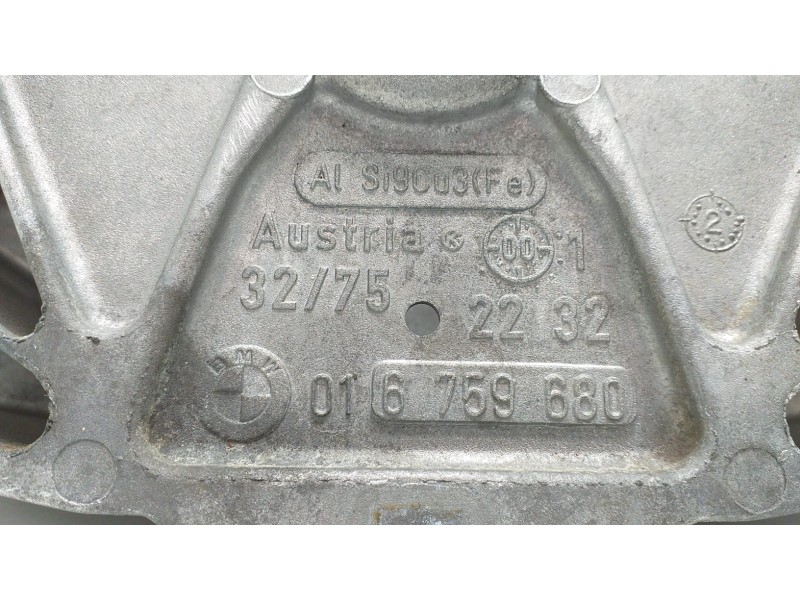 Al Si9Cu3(Fe)
Austria 00 :1
2
32/75 22 32
BMW 01 6 759 680